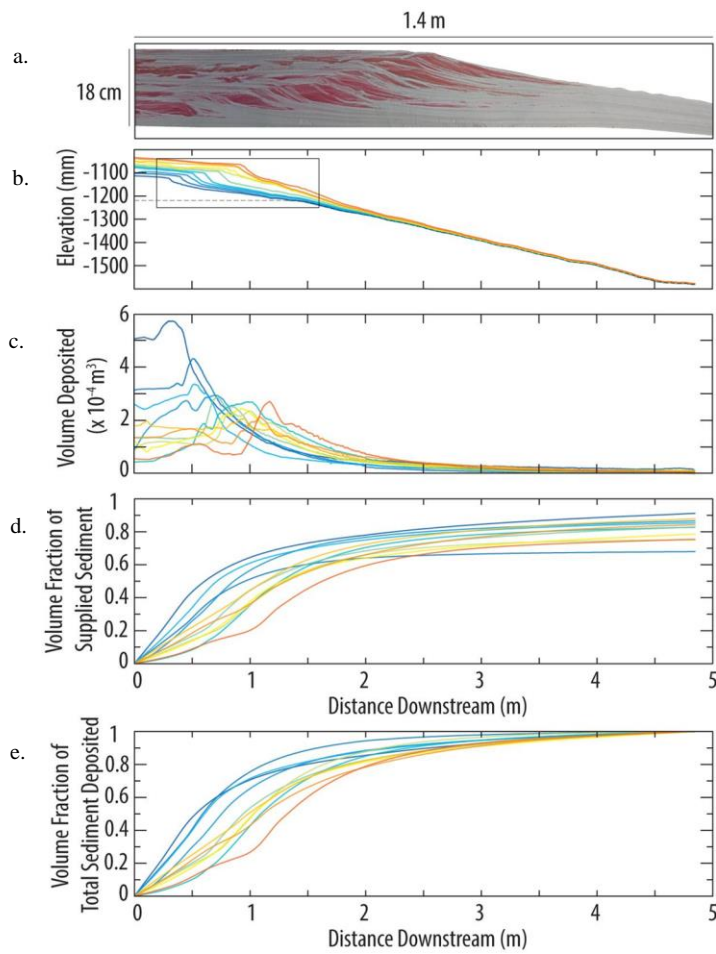 1.4 m
a.
18 cm
b.
Elevation (mm)
-1100
-1200
-1300
-1400
-1500
c.
Volume Deposited
(x 10⁻⁴ m³)
6
4
2
0
d.
Volume Fraction of
Supplied Sediment
1
0.8
0.6
0.4
0.2
0
0 1 2 3 4 5
Distance Downstream (m)
e.
Volume Fraction of
Total Sediment Deposited
1
0.8
0.6
0.4
0.2
0
0 1 2 3 4 5
Distance Downstream (m)